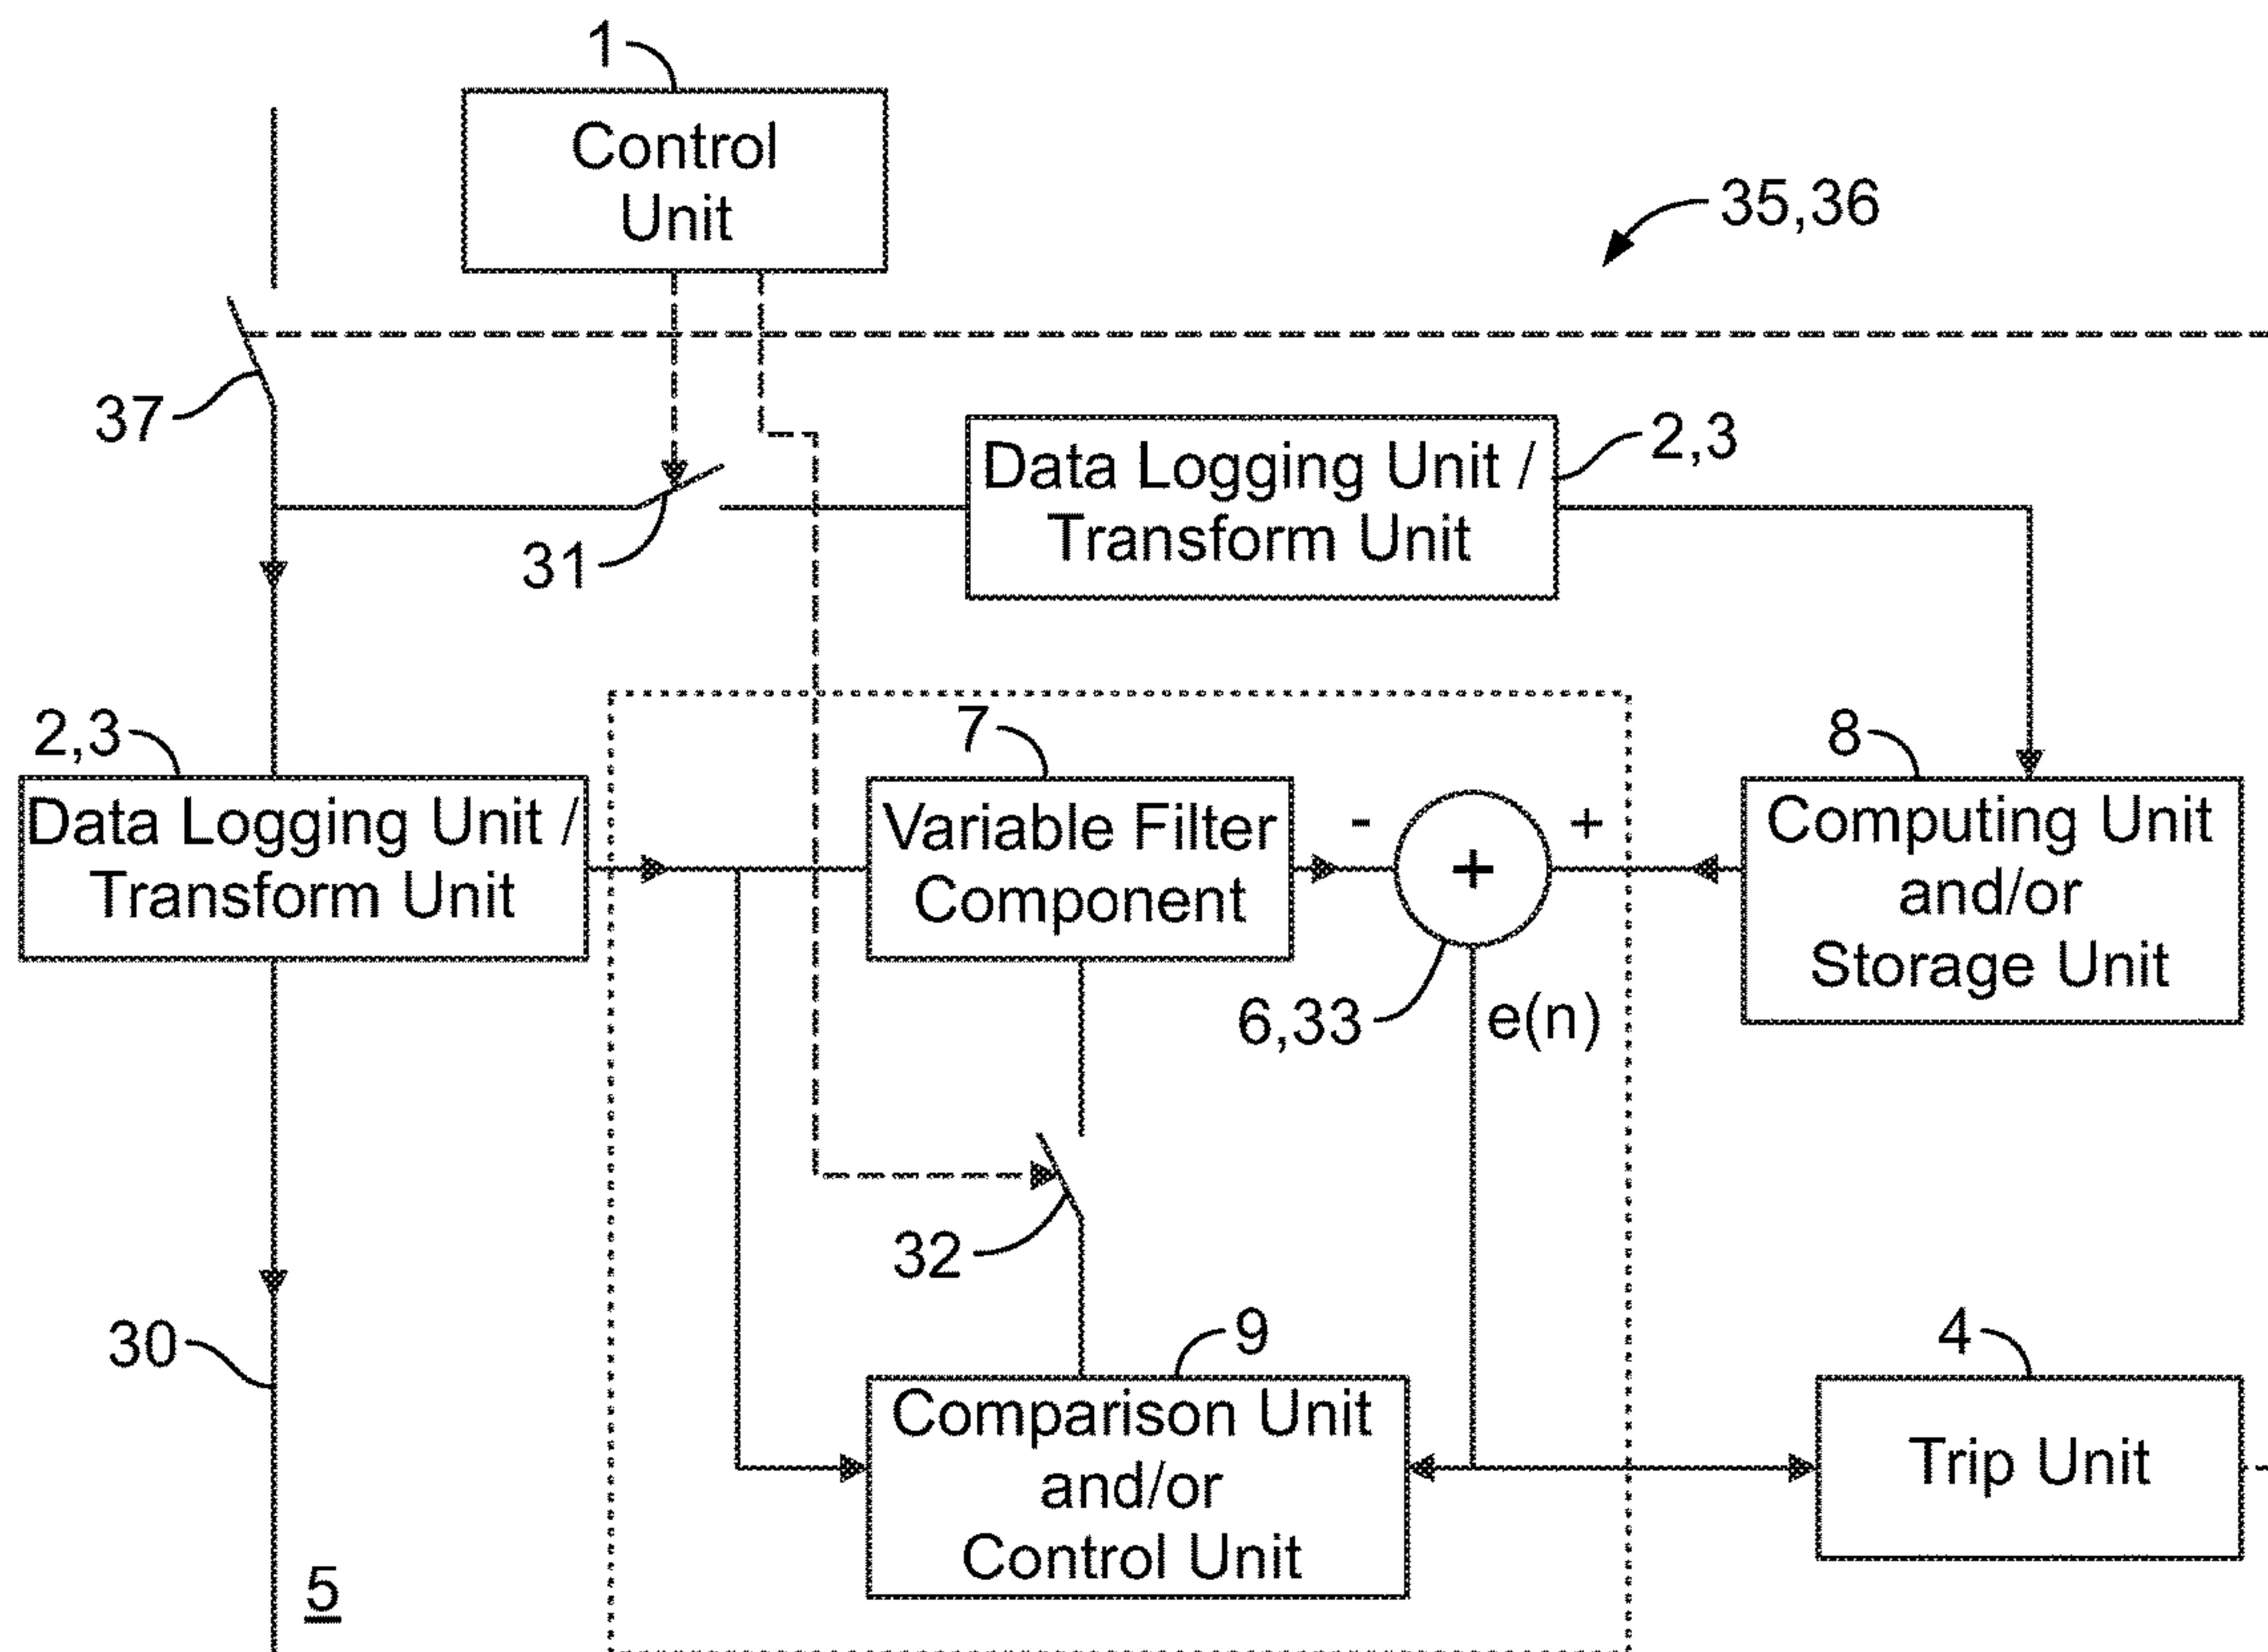 1
Control
Unit
35,36
37
31
Data Logging Unit /
Transform Unit
2,3
2,3
Data Logging Unit /
Transform Unit
7
Variable Filter
Component
-
+
+
6,33
e(n)
8
Computing Unit
and/or
Storage Unit
32
30
9
Comparison Unit
and/or
Control Unit
4
Trip Unit
5